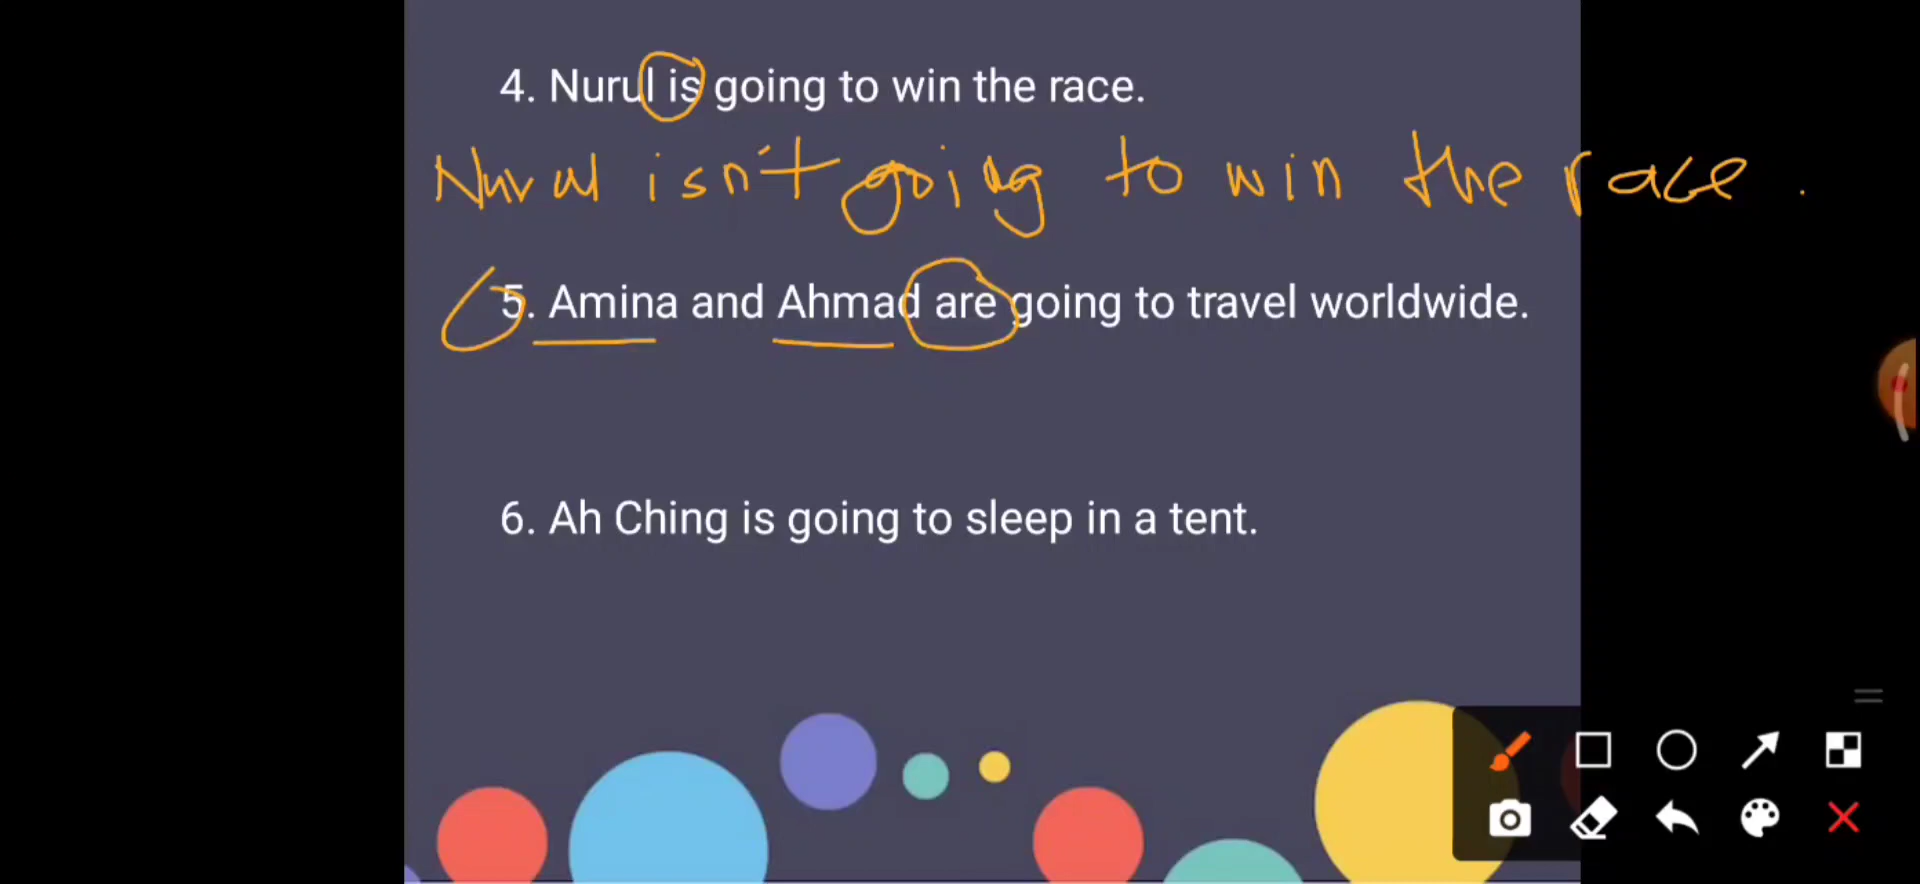 4. Nurul is going to win the race.
Nurul isn't going to win the race.
5. Amina and Ahmad are going to travel worldwide.
6. Ah Ching is going to sleep in a tent.